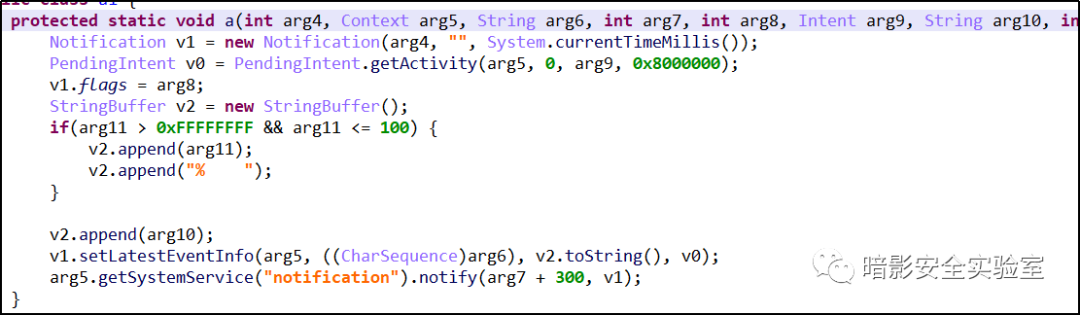 protected static void a(int arg4, Context arg5, String arg6, int arg7, int arg8, Intent arg9, String arg10, in
Notification v1 = new Notification(arg4, "", System.currentTimeMillis());
PendingIntent v0 = PendingIntent.getActivity(arg5, 0, arg9, 0x8000000);
v1.flags = arg8;
StringBuffer v2 = new StringBuffer();
if(arg11 > 0xFFFFFFFF && arg11 <= 100) {
v2.append(arg11);
v2.append("%    ");
}
v2.append(arg10);
v1.setLatestEventInfo(arg5, ((CharSequence)arg6), v2.toString(), v0);
arg5.getSystemService("notification").notify(arg7 + 300, v1);
}
暗影安全实验室